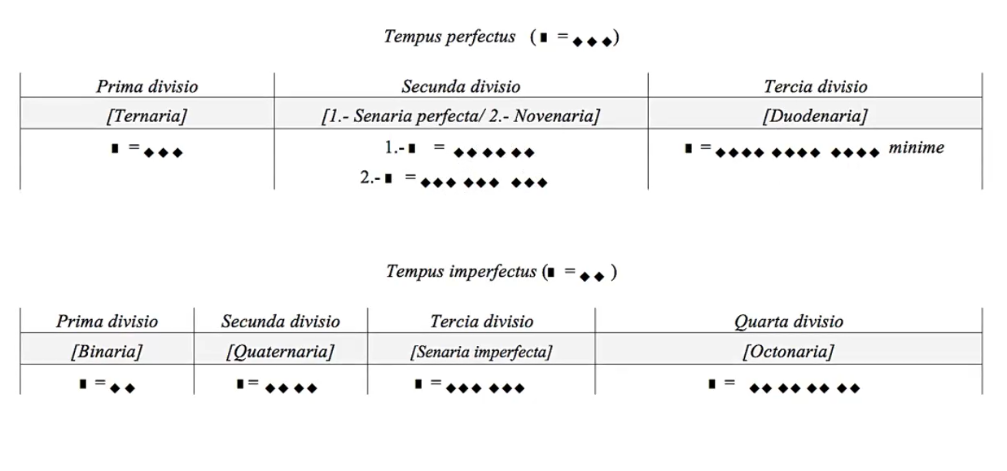 Tempus perfectus (▮ = ◆ ◆ ◆)
Prima divisio Secunda divisio Tercia divisio
[Ternaria] [1.- Senaria perfecta/ 2.- Novenaria] [Duodenaria]
▮ = ◆ ◆ ◆ 1.- ▮ = ◆◆◆◆◆◆ ▮ = ◆◆◆◆ ◆◆◆◆ ◆◆◆◆ minime
2.- ▮ = ◆◆◆ ◆◆◆ ◆◆◆
Tempus imperfectus (▮ = ◆ ◆ )
Prima divisio Secunda divisio Tercia divisio Quarta divisio
[Binaria] [Quaternaria] [Senaria imperfecta] [Octonaria]
▮ = ◆ ◆ ▮ = ◆◆ ◆◆ ▮ = ◆◆◆ ◆◆◆ ▮ = ◆◆ ◆◆ ◆◆ ◆◆